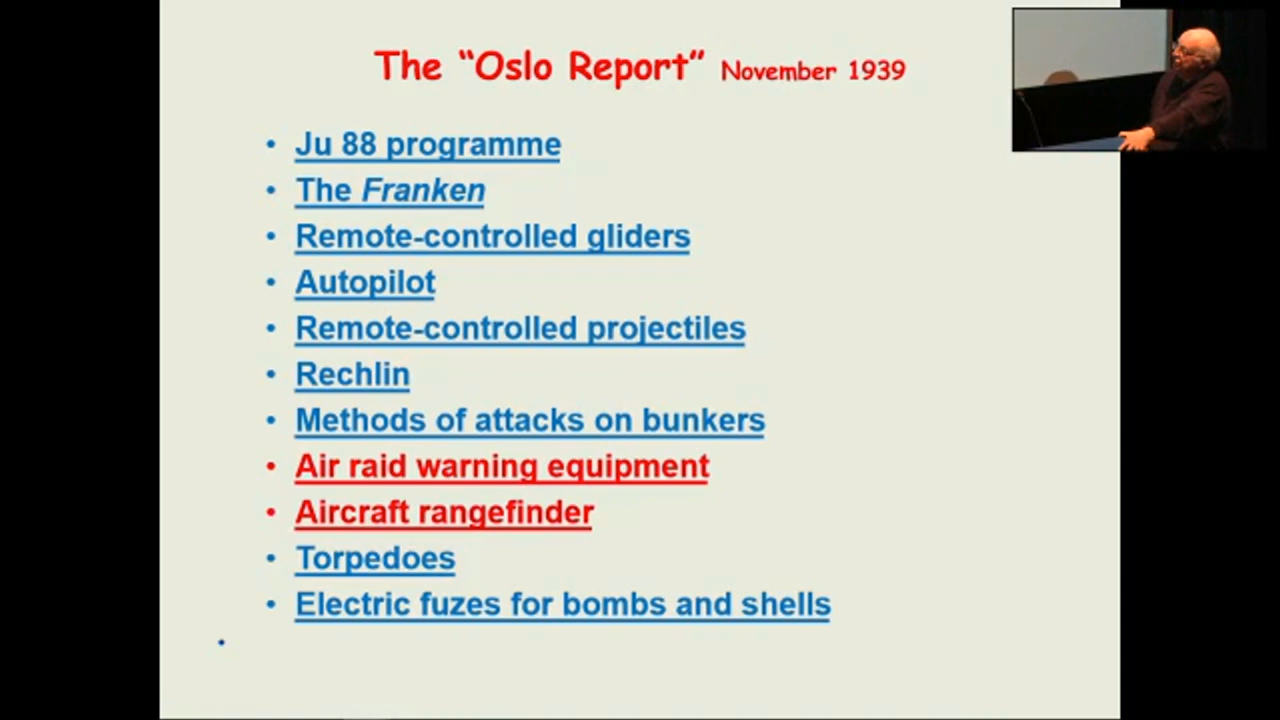 The “Oslo Report” November 1939
• Ju 88 programme
• The Franken
• Remote-controlled gliders
• Autopilot
• Remote-controlled projectiles
• Rechlin
• Methods of attacks on bunkers
• Air raid warning equipment
• Aircraft rangefinder
• Torpedoes
• Electric fuzes for bombs and shells
•